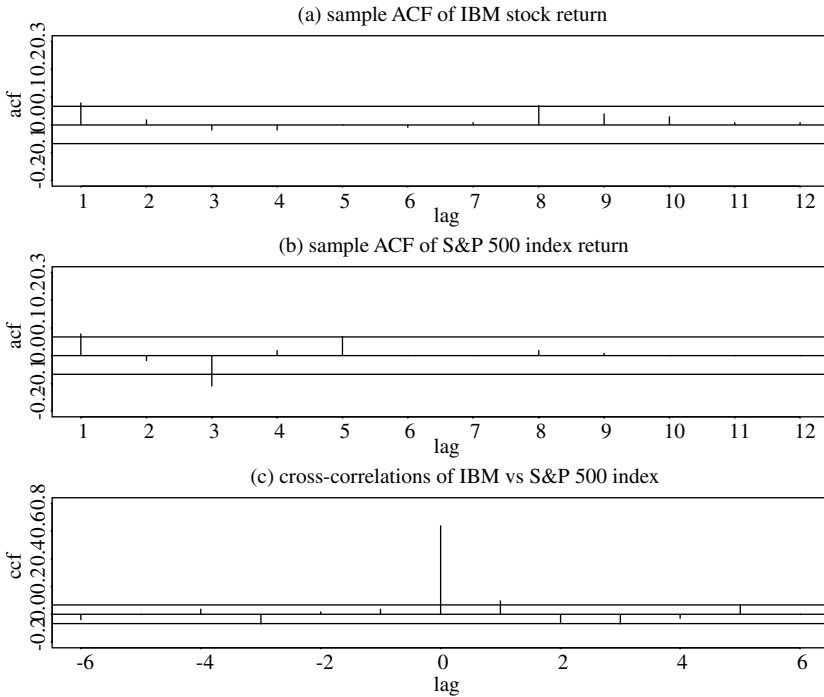 (a) sample ACF of IBM stock return
acf
-0.2 -0.1 0.0 0.1 0.2 0.3
1 2 3 4 5 6 7 8 9 10 11 12
lag
(b) sample ACF of S&P 500 index return
acf
-0.2 -0.1 0.0 0.1 0.2 0.3
1 2 3 4 5 6 7 8 9 10 11 12
lag
(c) cross-correlations of IBM vs S&P 500 index
ccf
-0.2 0.0 0.2 0.4 0.6 0.8
-6 -4 -2 0 2 4 6
lag